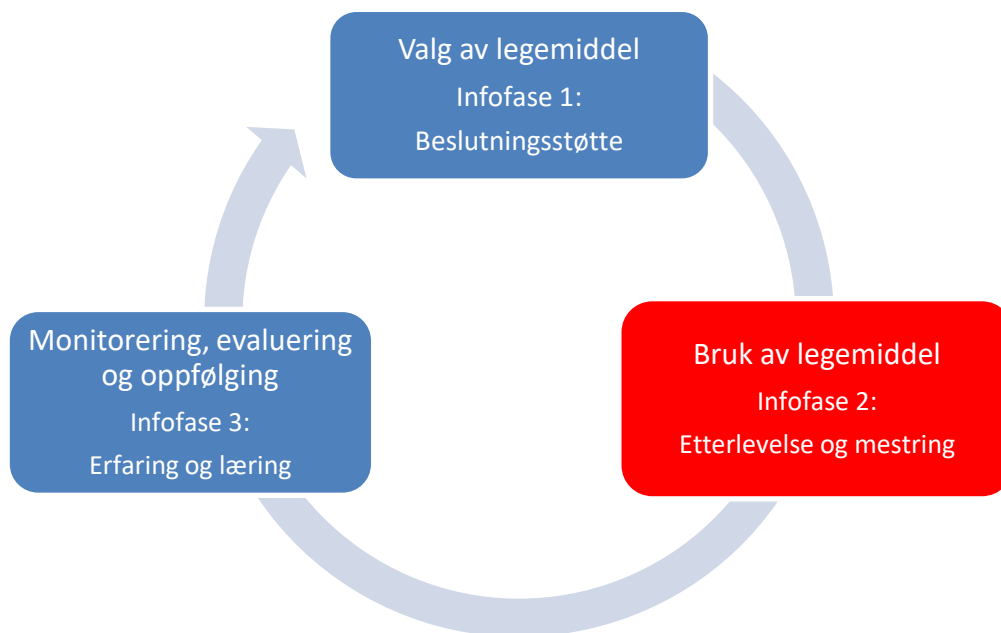 Valg av legemiddel
Infofase 1:
Beslutningsstøtte
Bruk av legemiddel
Infofase 2:
Etterlevelse og mestring
Monitorering, evaluering
og oppfølging
Infofase 3:
Erfaring og læring